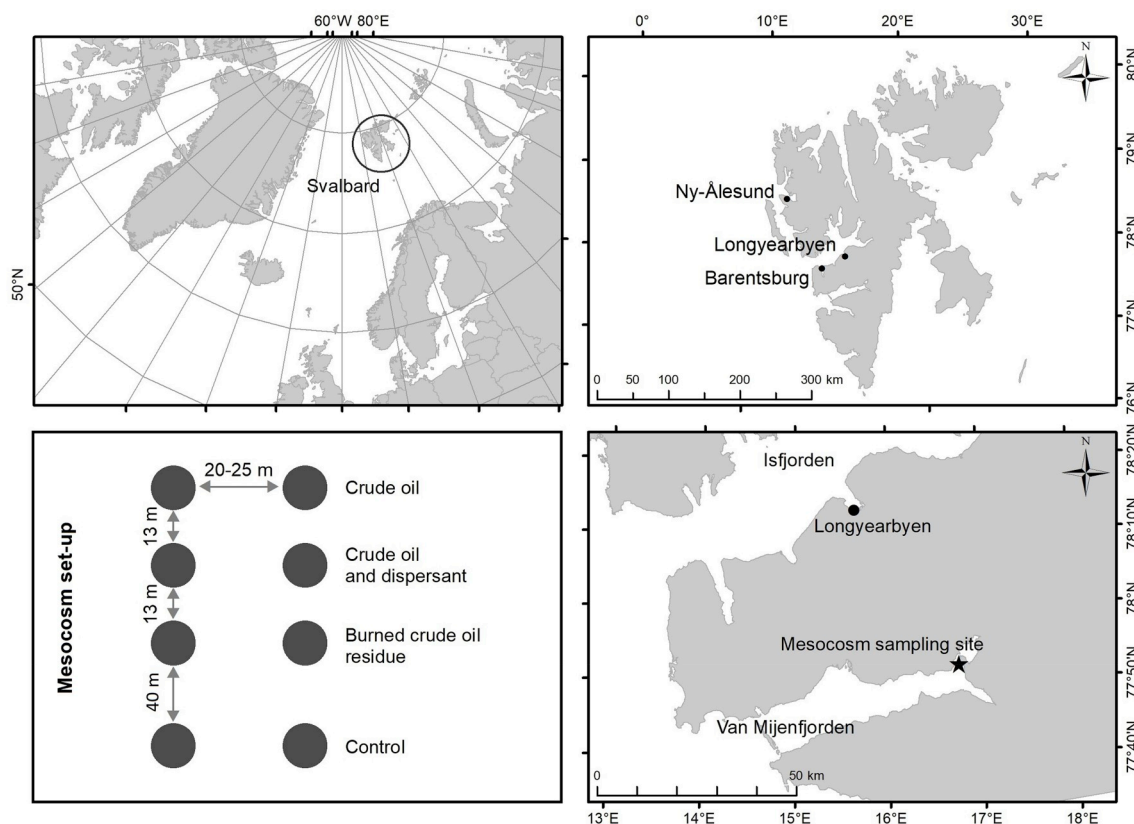 60°W 80°E
50°N
Svalbard
0°
10°E
20°E
30°E
80°N
79°N
78°N
77°N
76°N
N
Ny-Ålesund
Longyearbyen
Barentsburg
0 50 100 200 300 km
Mesocosm set-up
20-25 m
13 m
13 m
40 m
Crude oil
Crude oil
and dispersant
Burned crude oil
residue
Control
N
Isfjorden
Longyearbyen
Mesocosm sampling site
Van Mijenfjorden
0 50 km
78°20'N
78°10'N
78°N
77°50'N
77°40'N
13°E 14°E 15°E 16°E 17°E 18°E